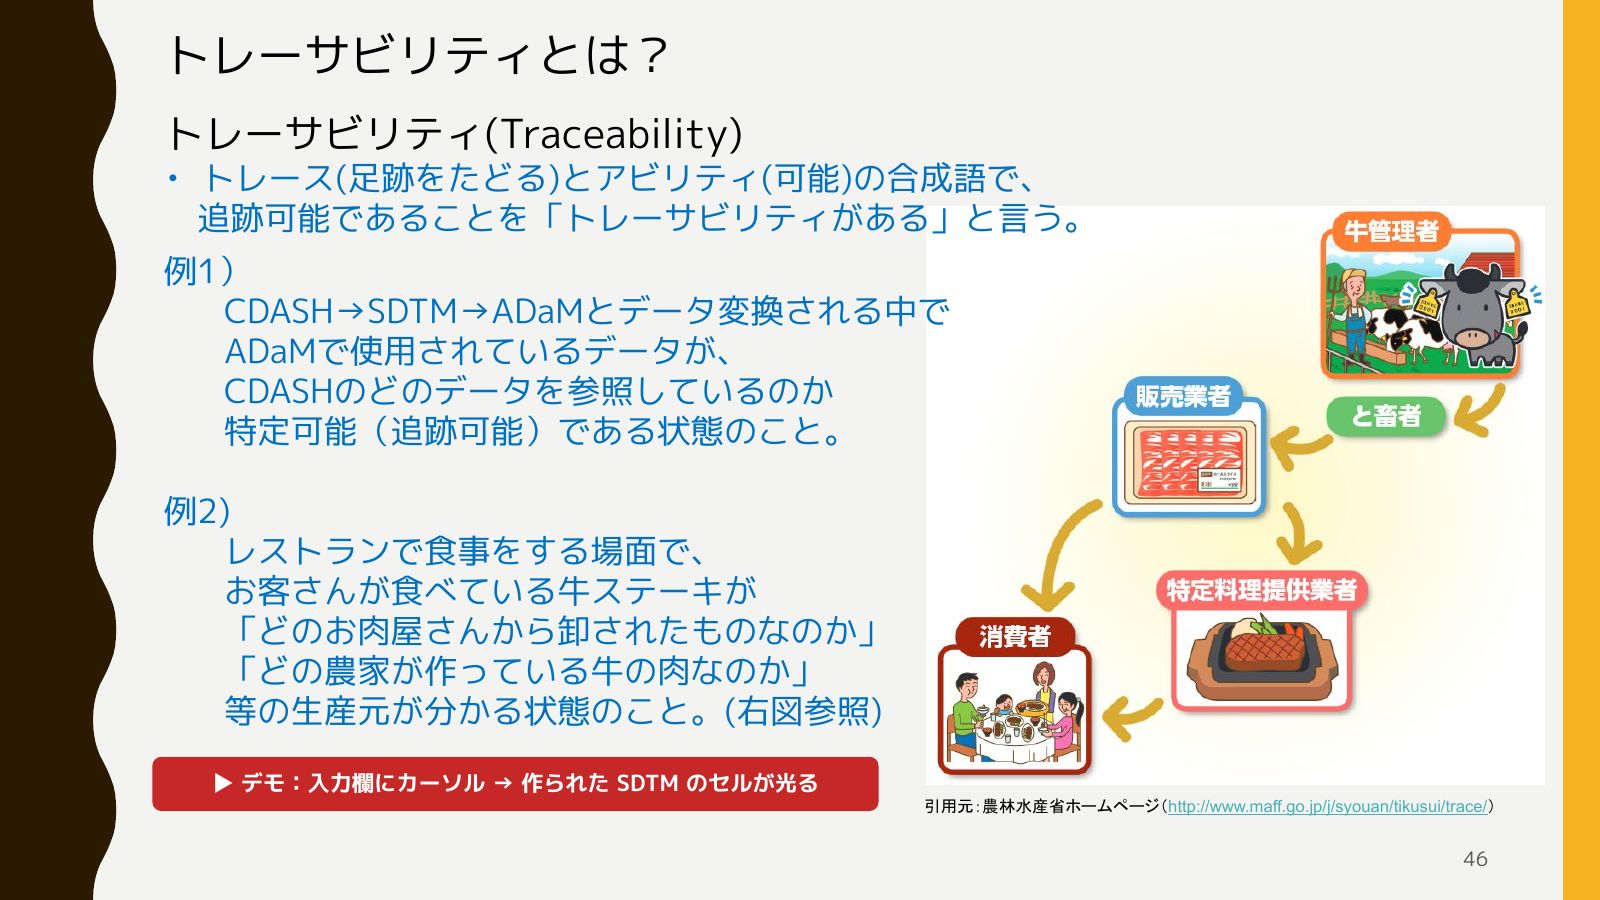 トレーサビリティとは？
トレーサビリティ(Traceability)
• トレース(足跡をたどる)とアビリティ(可能)の合成語で、
追跡可能であることを「トレーサビリティがある」と言う。
例1）
CDASH→SDTM→ADaMとデータ変換される中で
ADaMで使用されているデータが、
CDASHのどのデータを参照しているのか
特定可能（追跡可能）である状態のこと。
例2)
レストランで食事をする場面で、
お客さんが食べている牛ステーキが
「どのお肉屋さんから卸されたものなのか」
「どの農家が作っている牛の肉なのか」
等の生産元が分かる状態のこと。(右図参照)
▶ デモ：入力欄にカーソル → 作られた SDTM のセルが光る
牛管理者
と畜者
販売業者
特定料理提供業者
消費者
引用元：農林水産省ホームページ（http://www.maff.go.jp/j/syouan/tikusui/trace/）
46